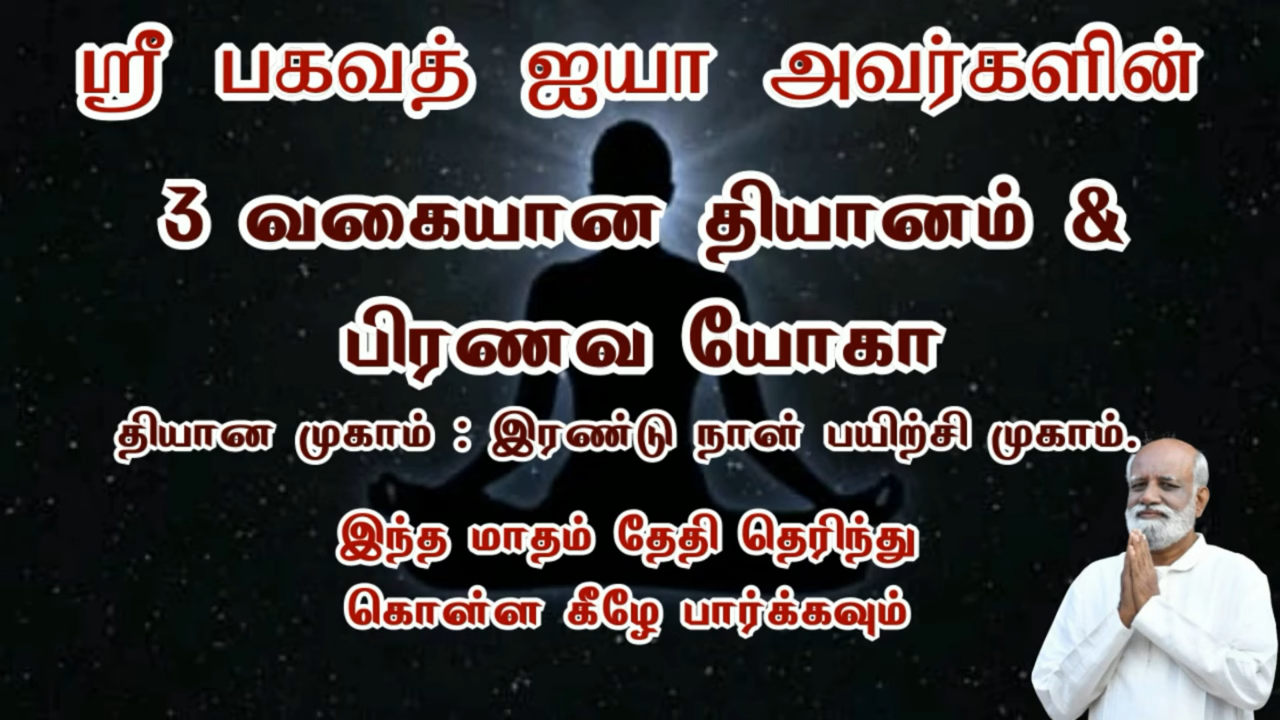 ஸ்ரீ பகவத் ஐயா அவர்களின்
3 வகையான தியானம் &
பிரணவ யோகா
தியான முகாம் : இரண்டு நாள் பயிற்சி முகாம்.
இந்த மாதம் தேதி தெரிந்து
கொள்ள கீழே பார்க்கவும்